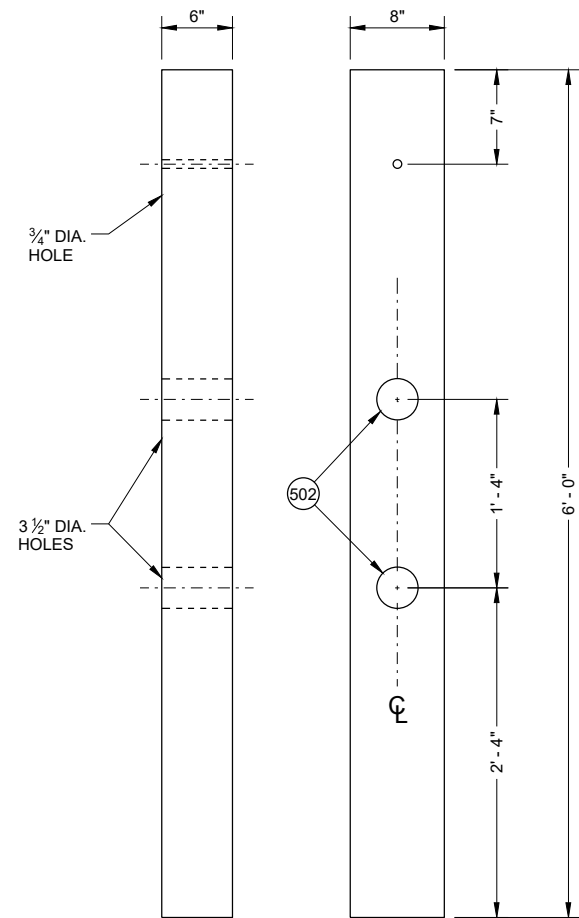 6"
8"
7"
¾" DIA.
HOLE
502
1' - 4"
6' - 0"
3 ½" DIA.
HOLES
℄
2' - 4"